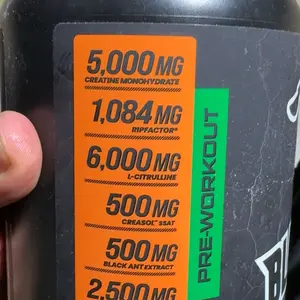 5,000 MG
CREATINE MONOHYDRATE
1,084 MG
RIPFACTOR®
6,000 MG
L-CITRULLINE
500 MG
CREASOL™ SSAT
500 MG
BLACK ANT EXTRACT
2,500 MG
PRE-WORKOUT